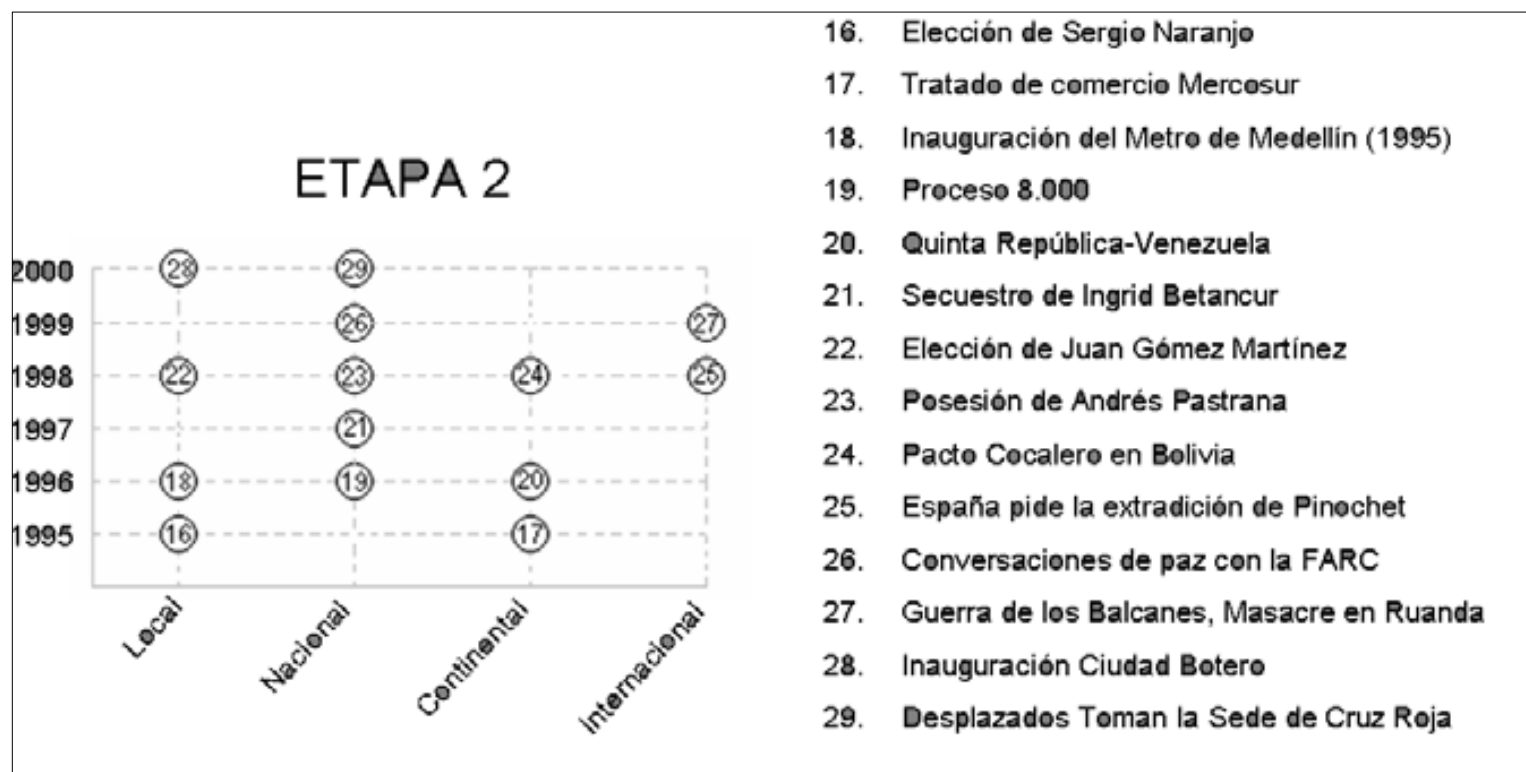 ETAPA 2
2000 28 29
1999 26 27
1998 22 23 24 25
1997 21
1996 18 19 20
1995 16 17
Local Nacional Continental internacional
16. Elección de Sergio Naranjo
17. Tratado de comercio Mercosur
18. Inauguración del Metro de Medellín (1995)
19. Proceso 8.000
20. Quinta República-Venezuela
21. Secuestro de Ingrid Betancur
22. Elección de Juan Gómez Martínez
23. Posesión de Andrés Pastrana
24. Pacto Cocalero en Bolivia
25. España pide la extradición de Pinochet
26. Conversaciones de paz con la FARC
27. Guerra de los Balcanes, Masacre en Ruanda
28. Inauguración Ciudad Botero
29. Desplazados Toman la Sede de Cruz Roja